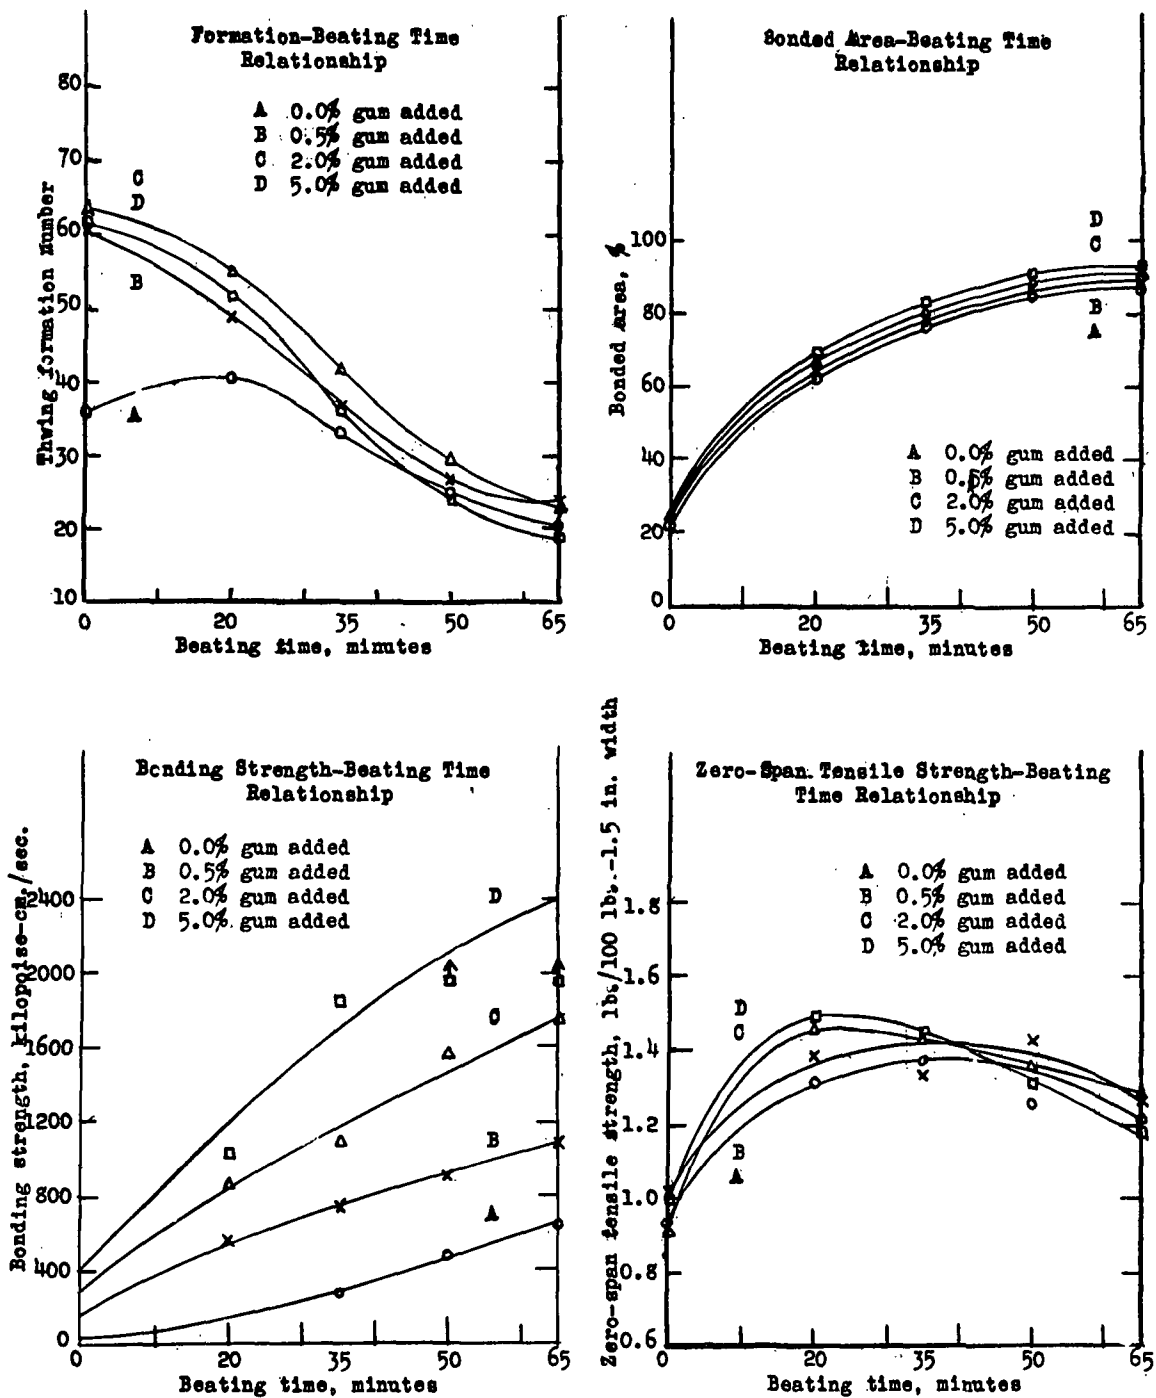 Formation-Beating Time
Relationship
A 0.0% gum added
B 0.5% gum added
C 2.0% gum added
D 5.0% gum added
80
70
60
50
40
30
20
10
Thwing formation Number
C
D
B
A
0 20 35 50 65
Beating time, minutes
Bonded Area-Beating Time
Relationship
100
80
60
40
20
0
Bonded Area, %
D
C
B
A
A 0.0% gum added
B 0.5% gum added
C 2.0% gum added
D 5.0% gum added
0 20 35 50 65
Beating time, minutes
Bonding Strength-Beating Time
Relationship
A 0.0% gum added
B 0.5% gum added
C 2.0% gum added
D 5.0% gum added
2400
2000
1600
1200
800
400
0
Bonding strength, kilopoise-cm./sec.
D
C
B
A
0 20 35 50 65
Beating time, minutes
Zero-Span Tensile Strength-Beating
Time Relationship
A 0.0% gum added
B 0.5% gum added
C 2.0% gum added
D 5.0% gum added
1.8
1.6
1.4
1.2
1.0
0.8
0.6
Zero-span tensile strength, lbs/100 lb.-1.5 in. width
D
C
B
A
0 20 35 50 65
Beating time, minutes